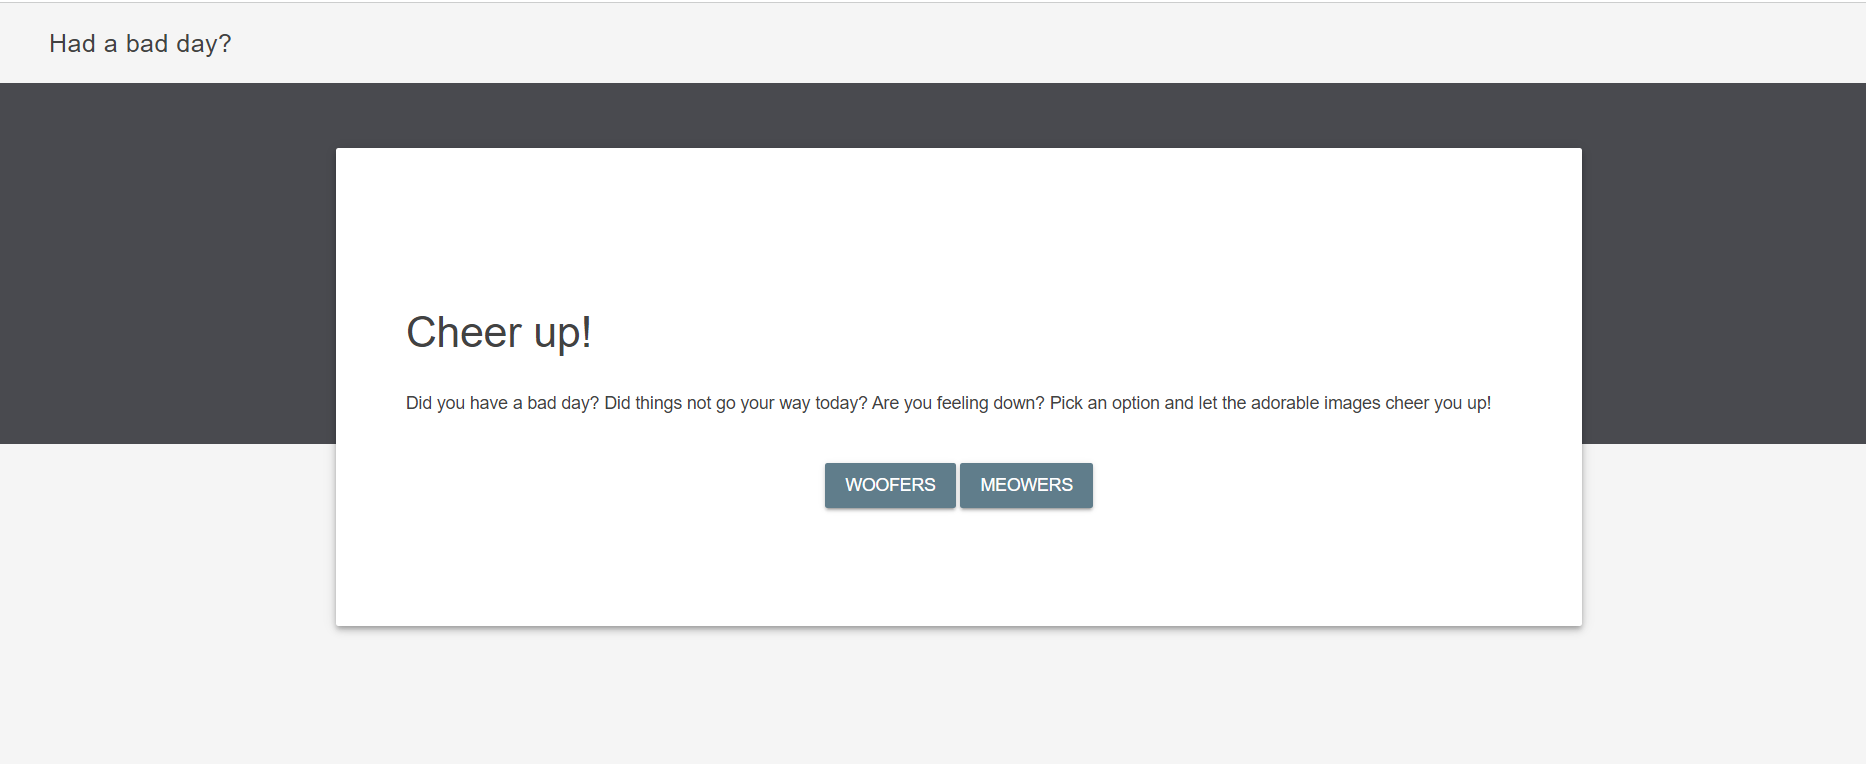 Had a bad day?
Cheer up!
Did you have a bad day? Did things not go your way today? Are you feeling down? Pick an option and let the adorable images cheer you up!
WOOFERS MEOWERS